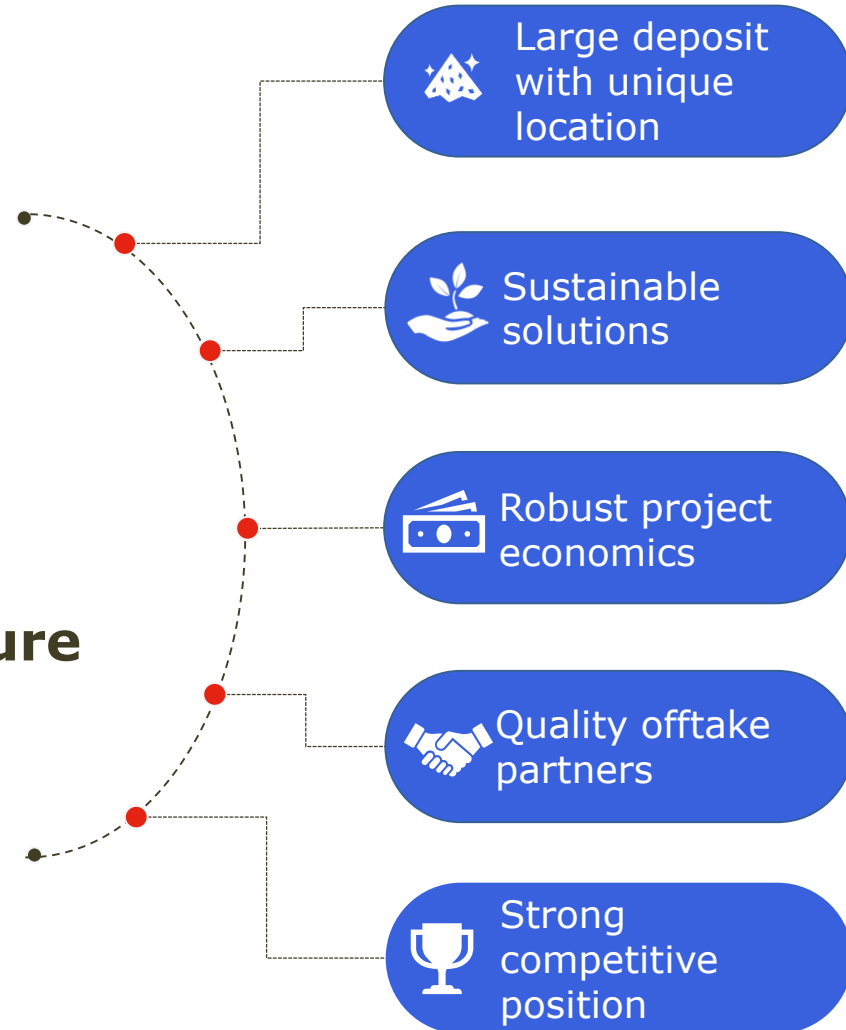 Large deposit
with unique
location
Sustainable
solutions
Robust project
economics
ure
Quality offtake
partners
Strong
competitive
position